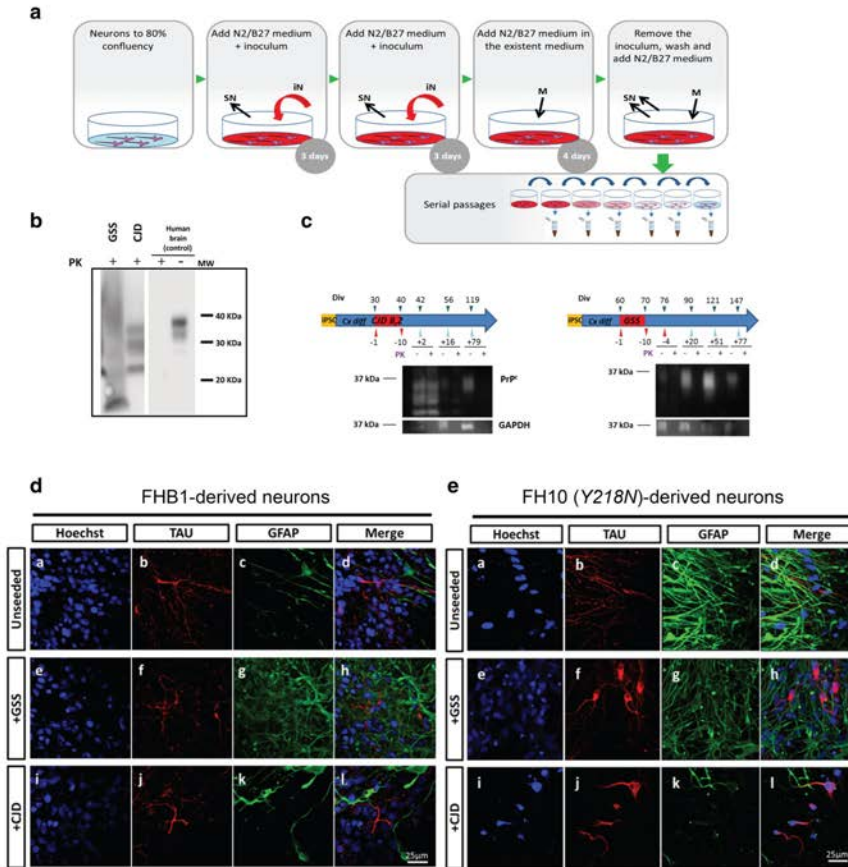 a
Neurons to 80% confluency
Add N2/B27 medium + inoculum
Add N2/B27 medium + inoculum
Add N2/B27 medium in the existent medium
Remove the inoculum, wash and add N2/B27 medium
SN
iN
SN
iN
M
SN
M
3 days
3 days
4 days
Serial passages
b
GSS
CJD
Human brain (control)
PK + + + - MW
40 KDa
30 KDa
20 KDa
c
Div 30 40 42 56 119
iPSC Cx diff CJD B,2
-1 -10 +2 +16 +79
PK - + - + - +
37 kDa
PrPᶜ
37 kDa
GAPDH
Div 60 70 76 90 121 147
iPSC Cx diff GSS
-1 -10 -4 +20 +51 +77
PK - + - + - + - +
37 kDa
37 kDa
d
FHB1-derived neurons
Hoechst TAU GFAP Merge
Unseeded
a b c d
+GSS
e f g h
+CJD
i j k l
25µm
e
FH10 (Y218N)-derived neurons
Hoechst TAU GFAP Merge
Unseeded
a b c d
+GSS
e f g h
+CJD
i j k l
25µm